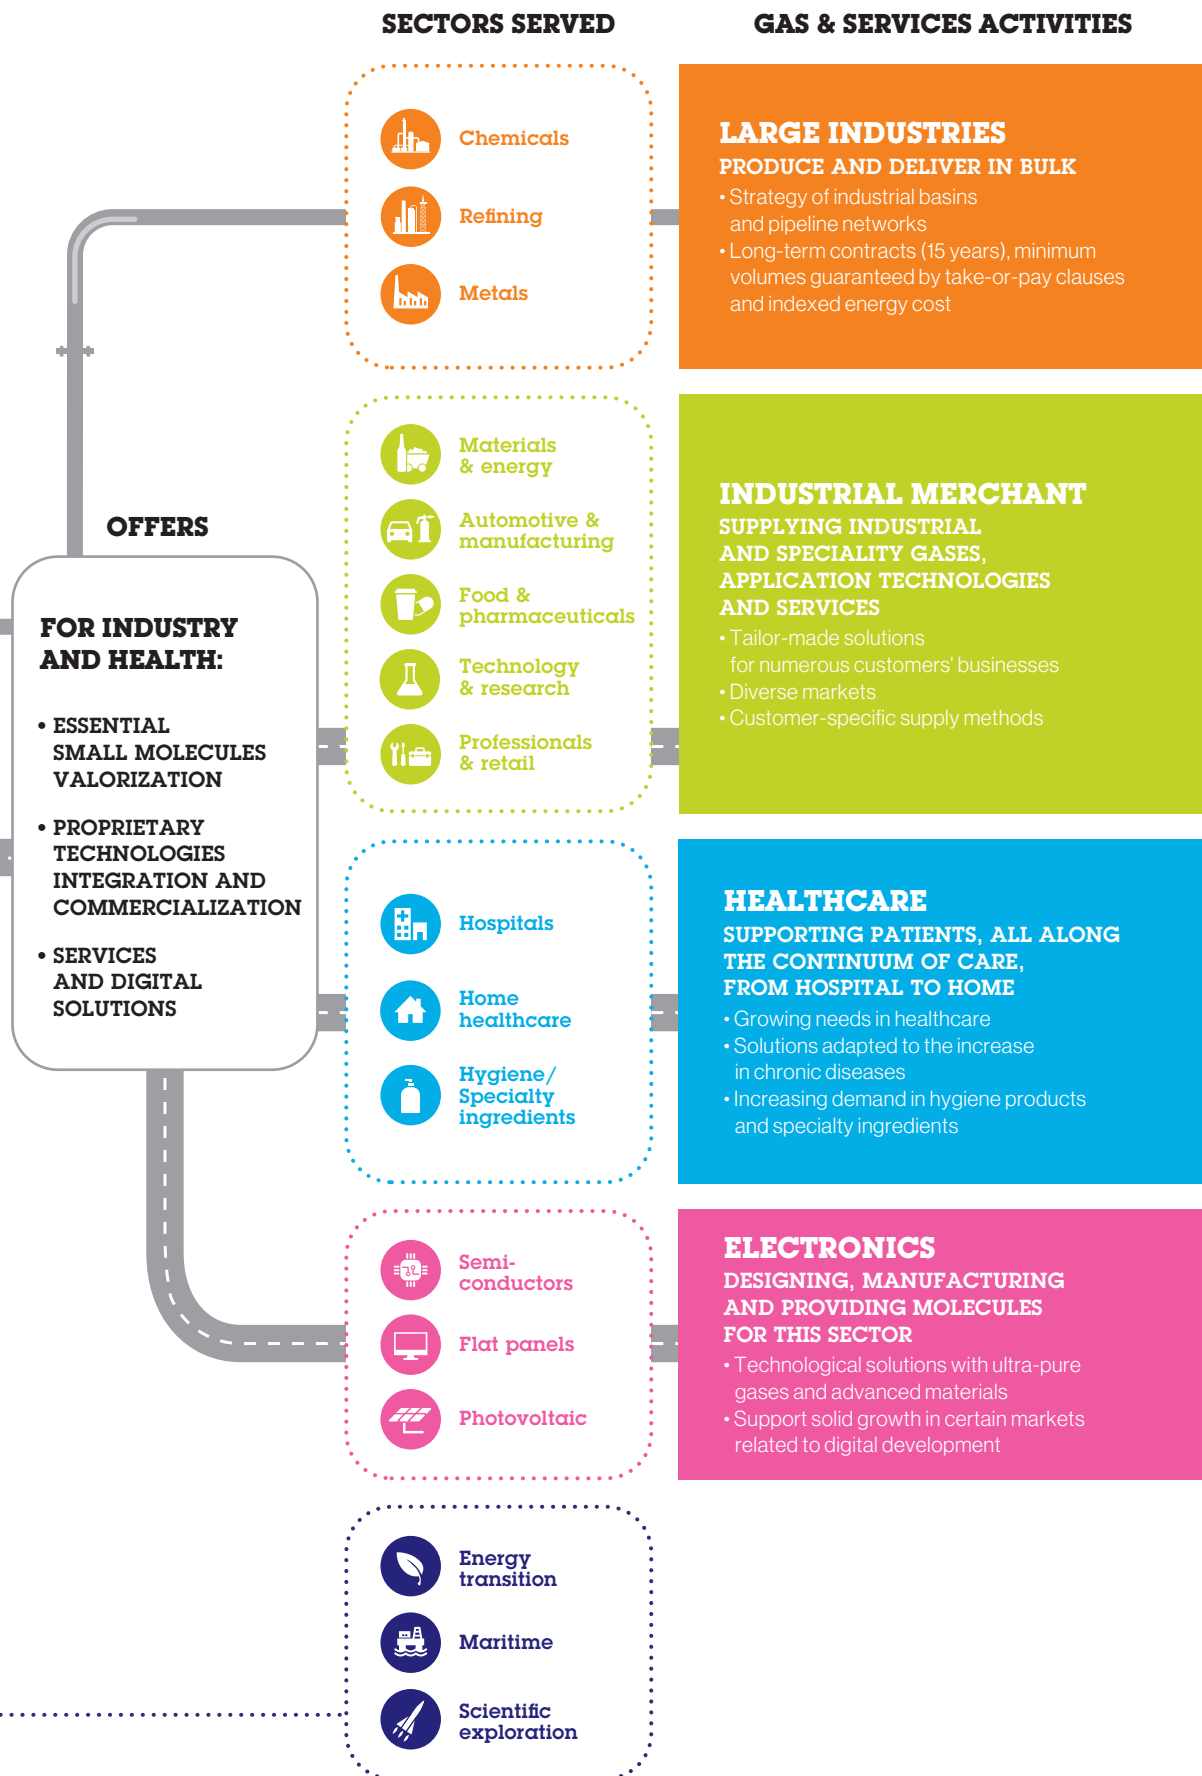 SECTORS SERVED
GAS & SERVICES ACTIVITIES
Chemicals
Refining
Metals
LARGE INDUSTRIES
PRODUCE AND DELIVER IN BULK
• Strategy of industrial basins
and pipeline networks
• Long-term contracts (15 years), minimum
volumes guaranteed by take-or-pay clauses
and indexed energy cost
OFFERS
FOR INDUSTRY
AND HEALTH:
• ESSENTIAL
SMALL MOLECULES
VALORIZATION
• PROPRIETARY
TECHNOLOGIES
INTEGRATION AND
COMMERCIALIZATION
• SERVICES
AND DIGITAL
SOLUTIONS
Materials
& energy
Automotive &
manufacturing
Food &
pharmaceuticals
Technology
& research
Professionals
& retail
INDUSTRIAL MERCHANT
SUPPLYING INDUSTRIAL
AND SPECIALITY GASES,
APPLICATION TECHNOLOGIES
AND SERVICES
• Tailor-made solutions
for numerous customers' businesses
• Diverse markets
• Customer-specific supply methods
Hospitals
Home
healthcare
Hygiene/
Specialty
ingredients
HEALTHCARE
SUPPORTING PATIENTS, ALL ALONG
THE CONTINUUM OF CARE,
FROM HOSPITAL TO HOME
• Growing needs in healthcare
• Solutions adapted to the increase
in chronic diseases
• Increasing demand in hygiene products
and specialty ingredients
Semi-
conductors
Flat panels
Photovoltaic
ELECTRONICS
DESIGNING, MANUFACTURING
AND PROVIDING MOLECULES
FOR THIS SECTOR
• Technological solutions with ultra-pure
gases and advanced materials
• Support solid growth in certain markets
related to digital development
Energy
transition
Maritime
Scientific
exploration